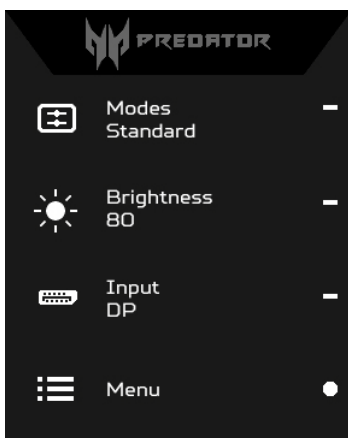 PREDATOR
Modes
Standard
Brightness
80
Input
DP
Menu